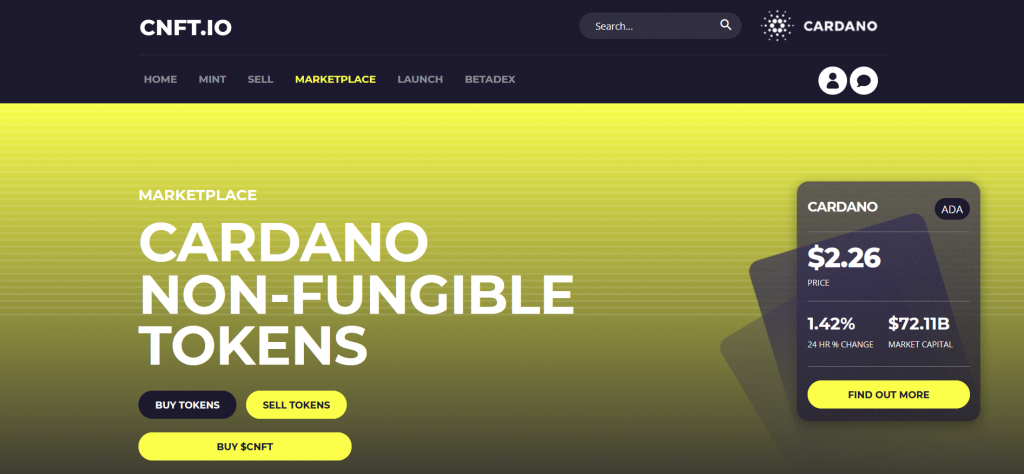 CNFT.IO
Search...
CARDANO
HOME MINT SELL MARKETPLACE LAUNCH BETADEX
MARKETPLACE
CARDANO
NON-FUNGIBLE
TOKENS
BUY TOKENS SELL TOKENS
BUY $CNFT
CARDANO ADA
$2.26
PRICE
1.42% $72.11B
24 HR % CHANGE MARKET CAPITAL
FIND OUT MORE